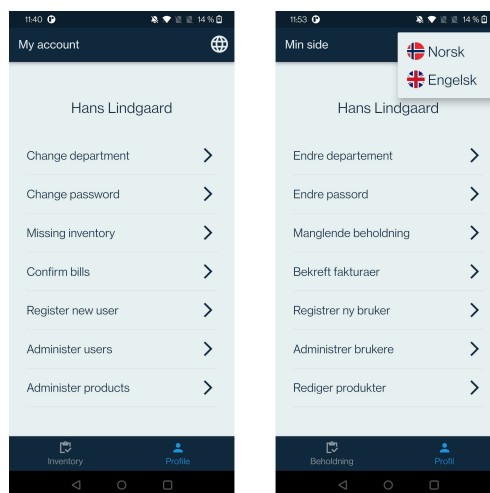 11:40
14 %
My account
Hans Lindgaard
Change department
Change password
Missing inventory
Confirm bills
Register new user
Administer users
Administer products
Inventory
Profile
11:53
14 %
Min side
Norsk
Engelsk
Hans Lindgaard
Endre departement
Endre passord
Manglende beholdning
Bekreft fakturaer
Registrer ny bruker
Administrer brukere
Rediger produkter
Beholdning
Profil